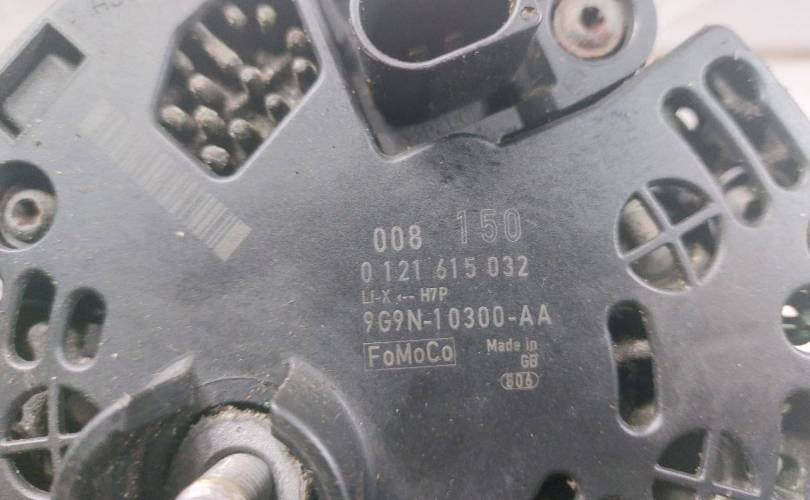 008 150
0 121 615 032
LI-X <-- H7P
9G9N-10300-AA
FoMoCo
Made in
GB
806